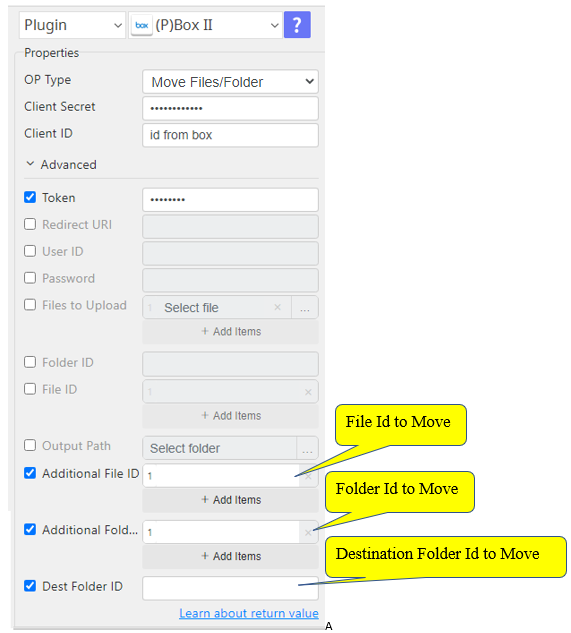 Plugin box (P)Box II ?
Properties
OP Type Move Files/Folder
Client Secret ••••••••••••
Client ID id from box
Advanced
Token ••••••••
Redirect URI
User ID
Password
Files to Upload 1 Select file ...
+ Add Items
Folder ID
File ID 1
+ Add Items
Output Path Select folder ...
File Id to Move
Additional File ID 1
+ Add Items
Folder Id to Move
Additional Fold... 1
+ Add Items
Destination Folder Id to Move
Dest Folder ID
Learn about return value
A